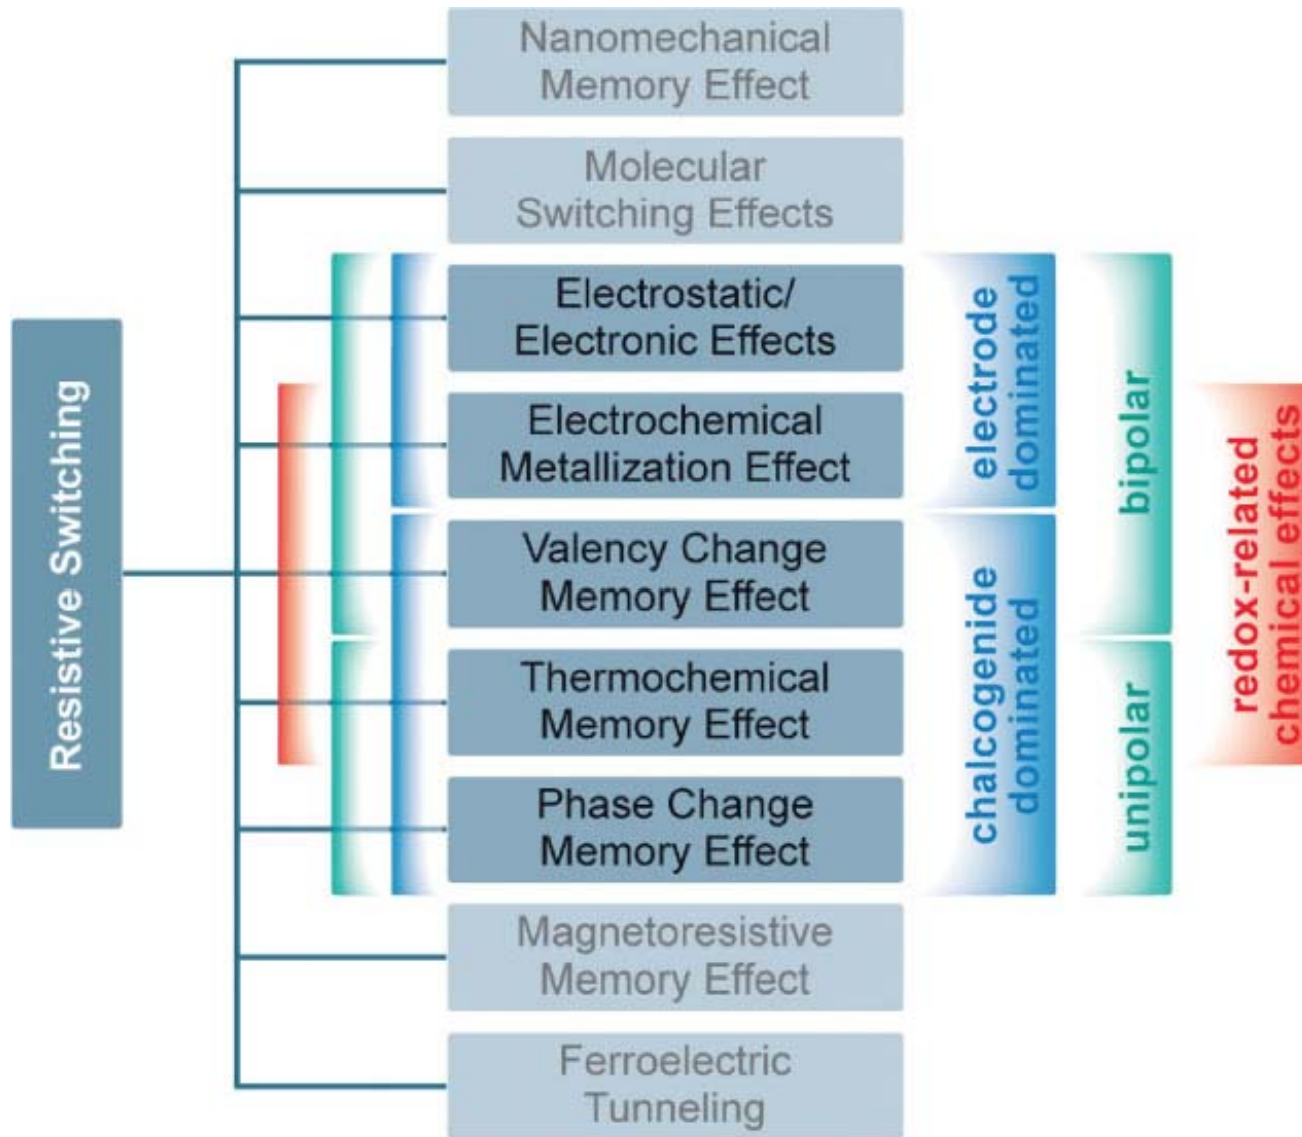 Resistive Switching
Nanomechanical
Memory Effect
Molecular
Switching Effects
Electrostatic/
Electronic Effects
Electrochemical
Metallization Effect
Valency Change
Memory Effect
Thermochemical
Memory Effect
Phase Change
Memory Effect
Magnetoresistive
Memory Effect
Ferroelectric
Tunneling
electrode
dominated
chalcogenide
dominated
bipolar
unipolar
redox-related
chemical effects